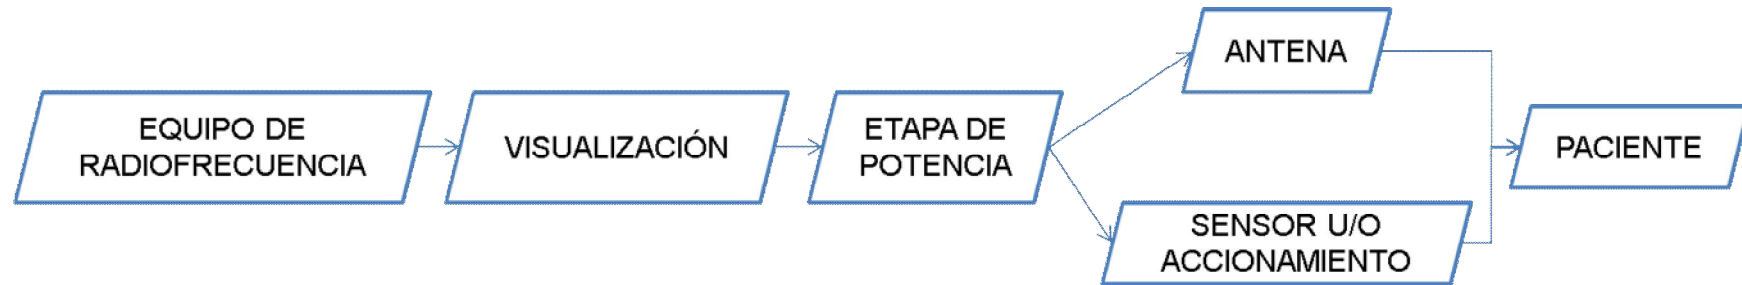 EQUIPO DE
RADIOFRECUENCIA
VISUALIZACIÓN
ETAPA DE
POTENCIA
ANTENA
SENSOR U/O
ACCIONAMIENTO
PACIENTE